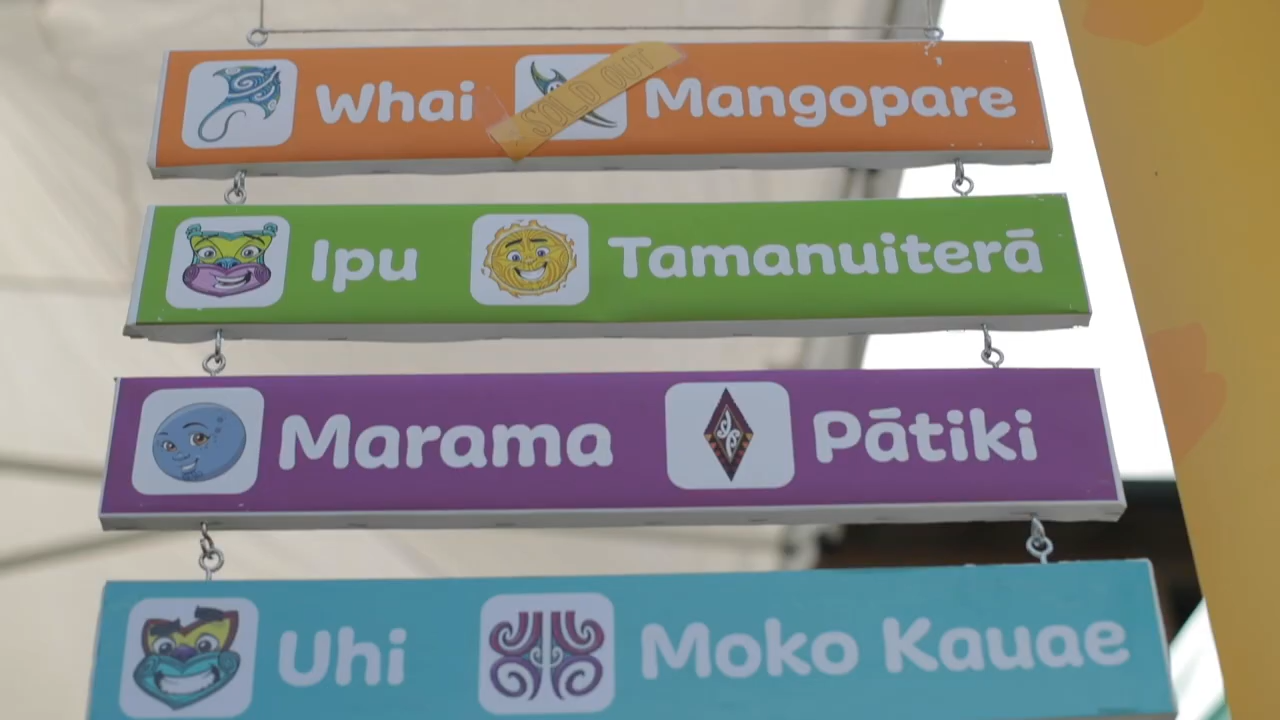 Whai SOLD OUT Mangopare
Ipu Tamanuiterā
Marama Pātiki
Uhi Moko Kauae